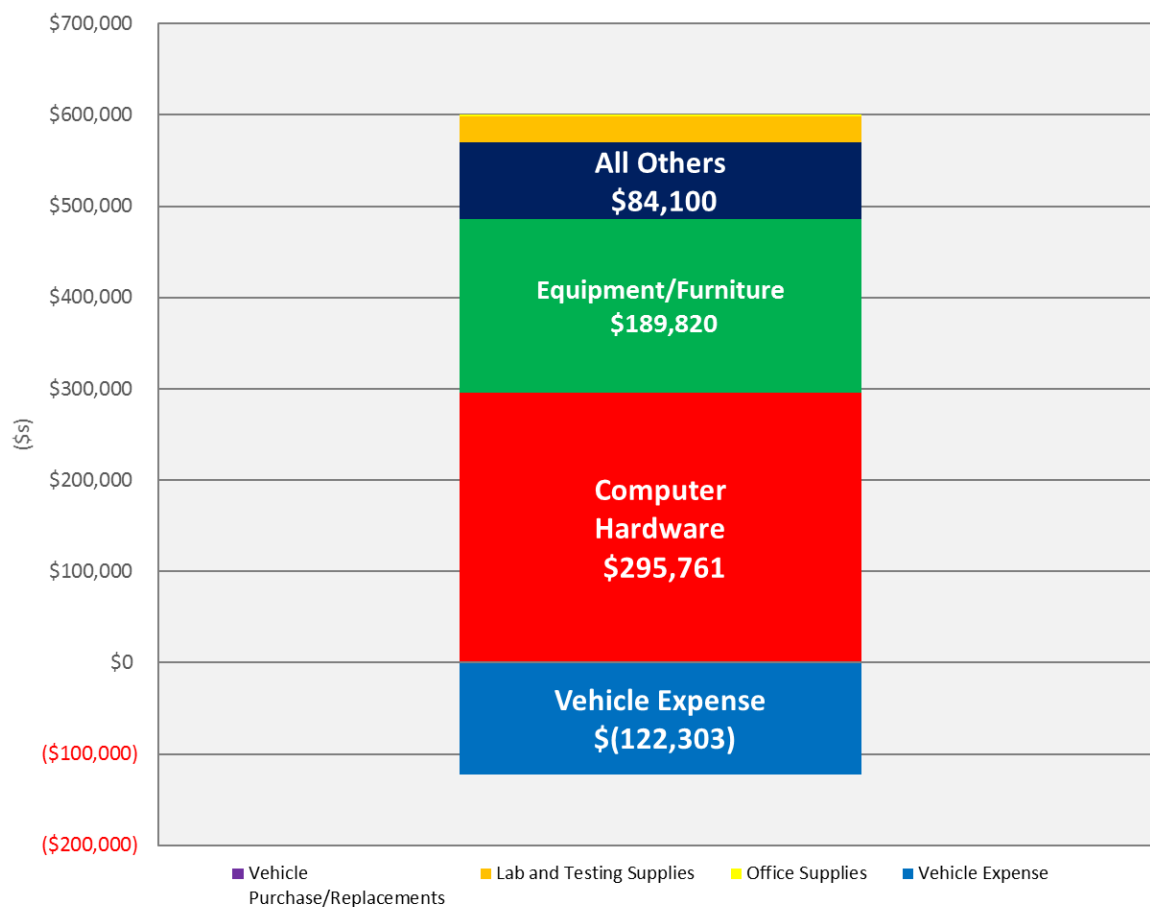 $700,000
$600,000
$500,000
$400,000
$300,000
$200,000
$100,000
$0
($100,000)
($200,000)
($s)
All Others
$84,100
Equipment/Furniture
$189,820
Computer
Hardware
$295,761
Vehicle Expense
$(122,303)
Vehicle
Purchase/Replacements
Lab and Testing Supplies
Office Supplies
Vehicle Expense